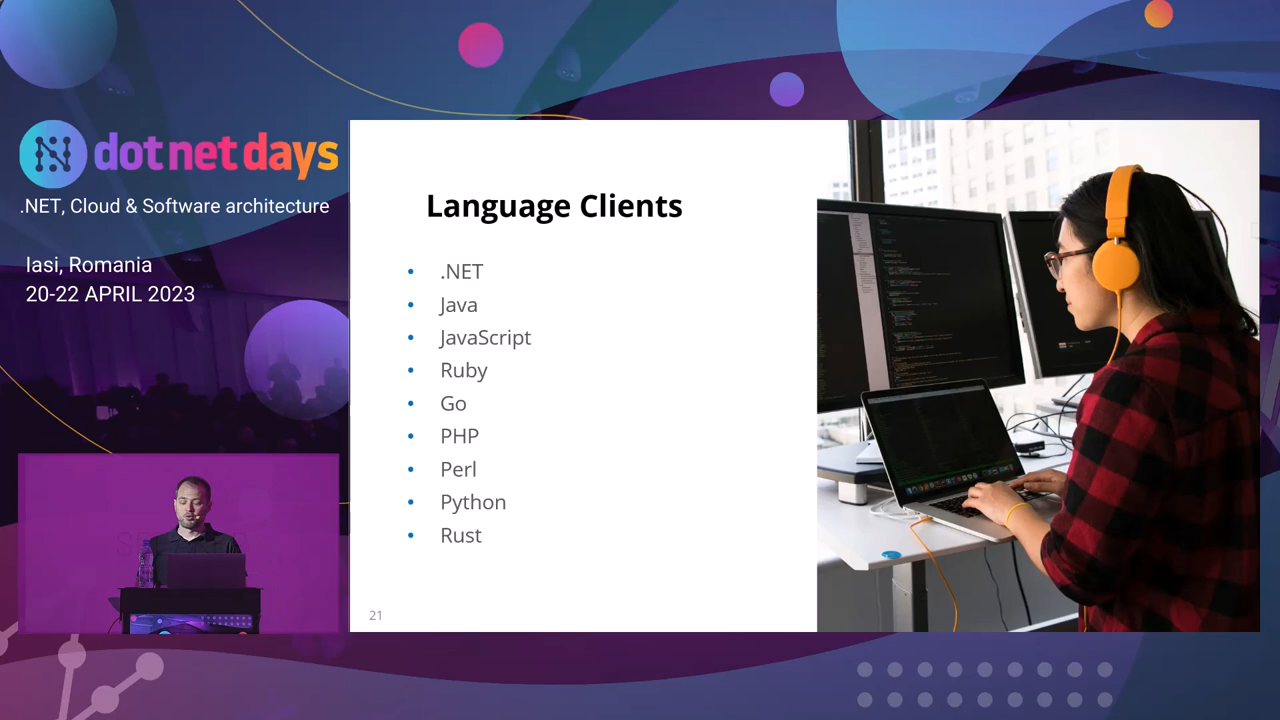 dotnetdays
.NET, Cloud & Software architecture
Iasi, Romania
20-22 APRIL 2023
Language Clients
• .NET
• Java
• JavaScript
• Ruby
• Go
• PHP
• Perl
• Python
• Rust
21